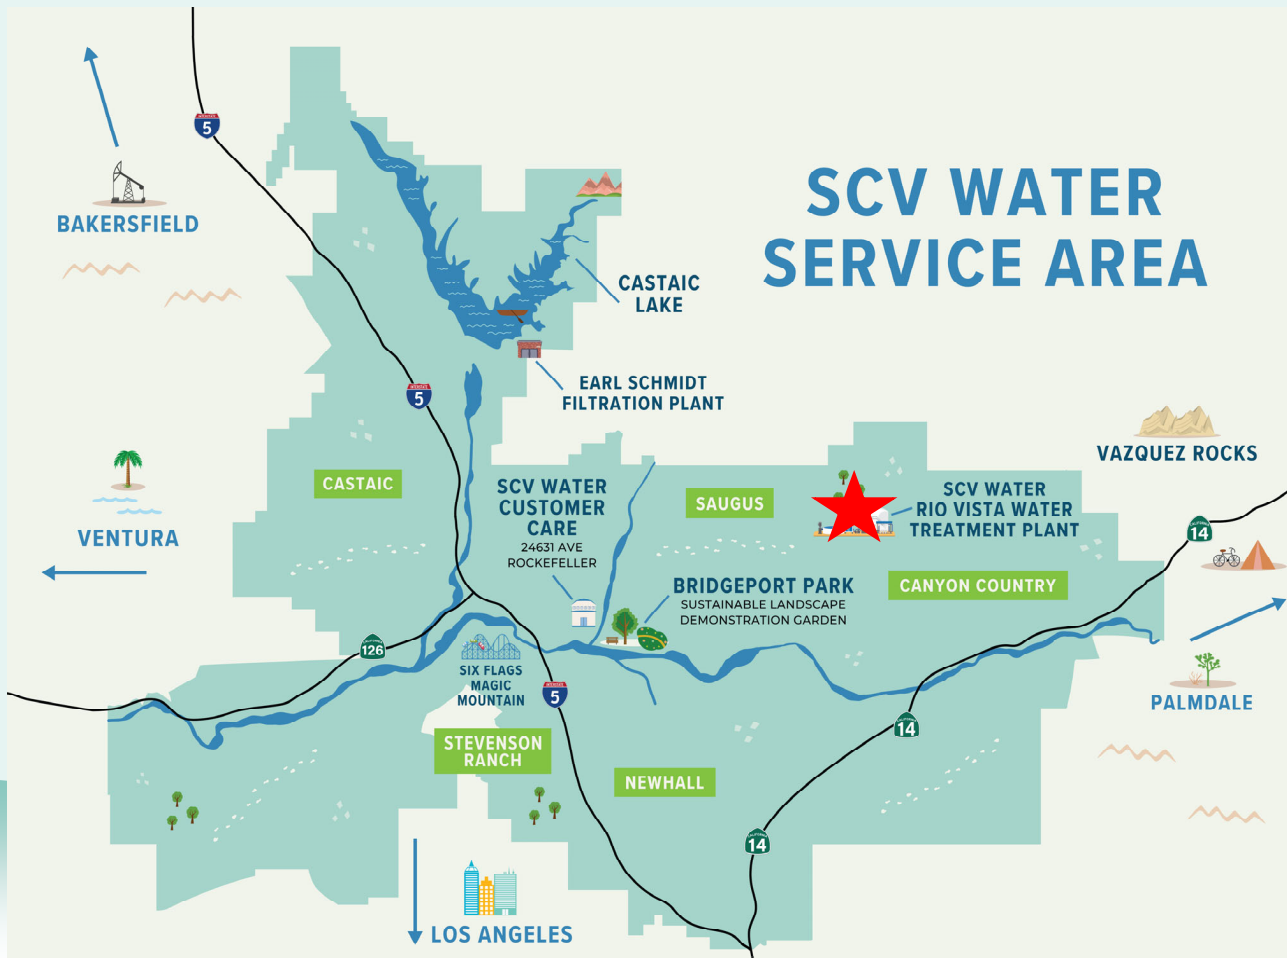 SCV WATER
SERVICE AREA
5
BAKERSFIELD
CASTAIC
LAKE
EARL SCHMIDT
FILTRATION PLANT
5
VAZQUEZ ROCKS
CASTAIC
SCV WATER
CUSTOMER
CARE
24631 AVE
ROCKEFELLER
SAUGUS
SCV WATER
RIO VISTA WATER
TREATMENT PLANT
14
VENTURA
BRIDGEPORT PARK
SUSTAINABLE LANDSCAPE
DEMONSTRATION GARDEN
CANYON COUNTRY
126
SIX FLAGS
MAGIC
MOUNTAIN
5
PALMDALE
14
STEVENSON
RANCH
NEWHALL
14
LOS ANGELES